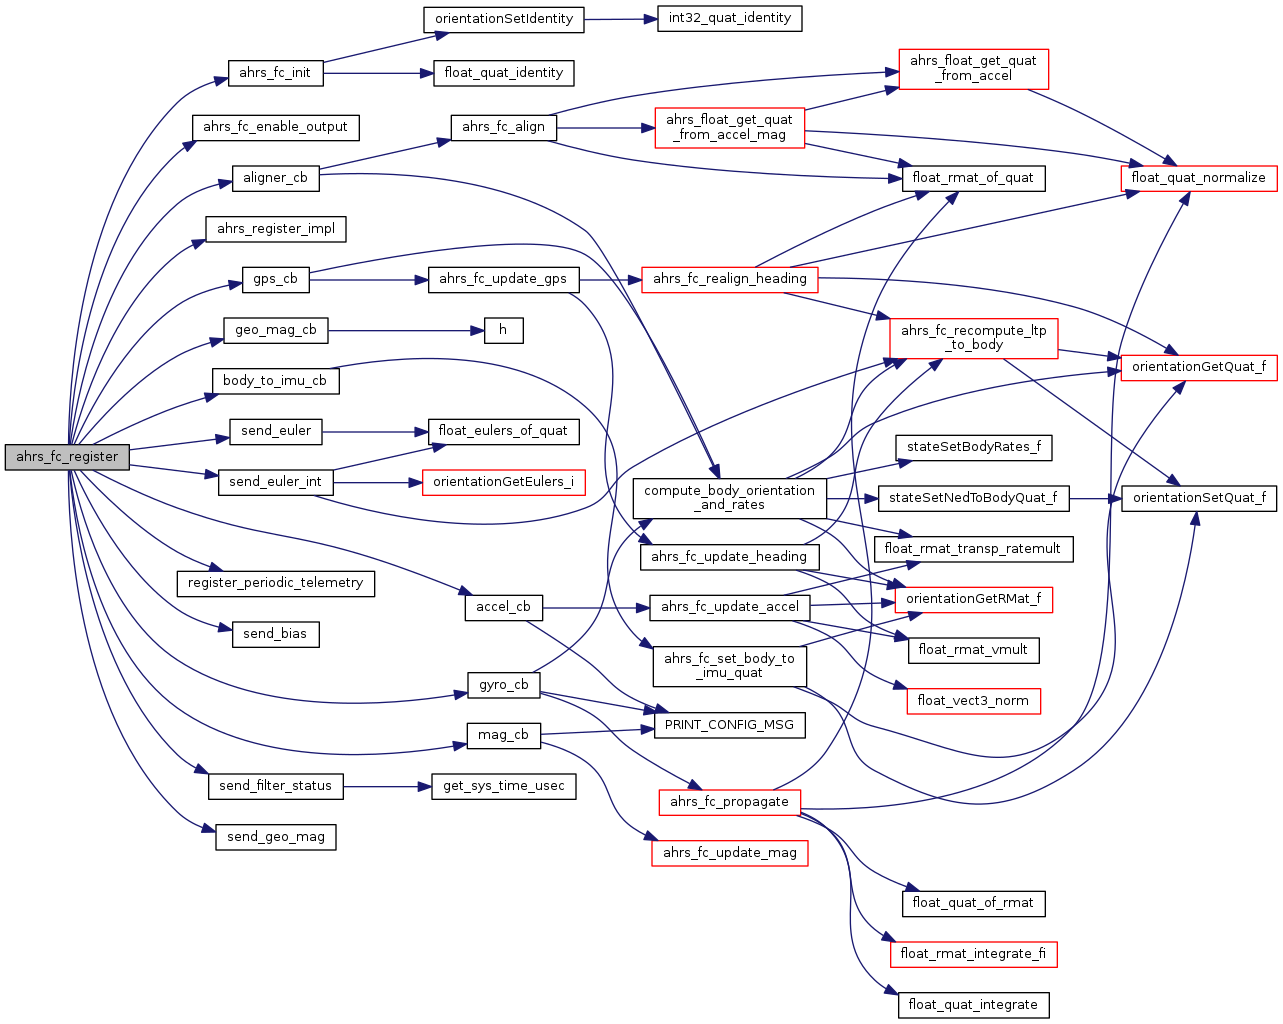 orientationSetIdentity
int32_quat_identity
ahrs_fc_init
float_quat_identity
ahrs_float_get_quat
_from_accel
ahrs_fc_enable_output
ahrs_fc_align
ahrs_float_get_quat
_from_accel_mag
aligner_cb
float_rmat_of_quat
float_quat_normalize
ahrs_register_impl
gps_cb
ahrs_fc_update_gps
ahrs_fc_realign_heading
geo_mag_cb
h
ahrs_fc_recompute_ltp
_to_body
orientationGetQuat_f
body_to_imu_cb
send_euler
float_eulers_of_quat
stateSetBodyRates_f
ahrs_fc_register
send_euler_int
orientationGetEulers_i
compute_body_orientation
_and_rates
stateSetNedToBodyQuat_f
orientationSetQuat_f
float_rmat_transp_ratemult
ahrs_fc_update_heading
register_periodic_telemetry
orientationGetRMat_f
accel_cb
ahrs_fc_update_accel
send_bias
float_rmat_vmult
ahrs_fc_set_body_to
_imu_quat
gyro_cb
float_vect3_norm
PRINT_CONFIG_MSG
mag_cb
send_filter_status
get_sys_time_usec
ahrs_fc_propagate
send_geo_mag
ahrs_fc_update_mag
float_quat_of_rmat
float_rmat_integrate_fi
float_quat_integrate